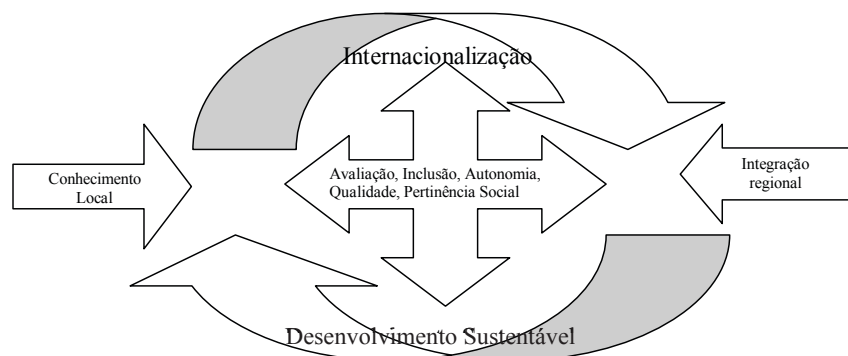 Internacionalização
Conhecimento
Local
Avaliação, Inclusão, Autonomia,
Qualidade, Pertinência Social
Integração
regional
Desenvolvimento Sustentável